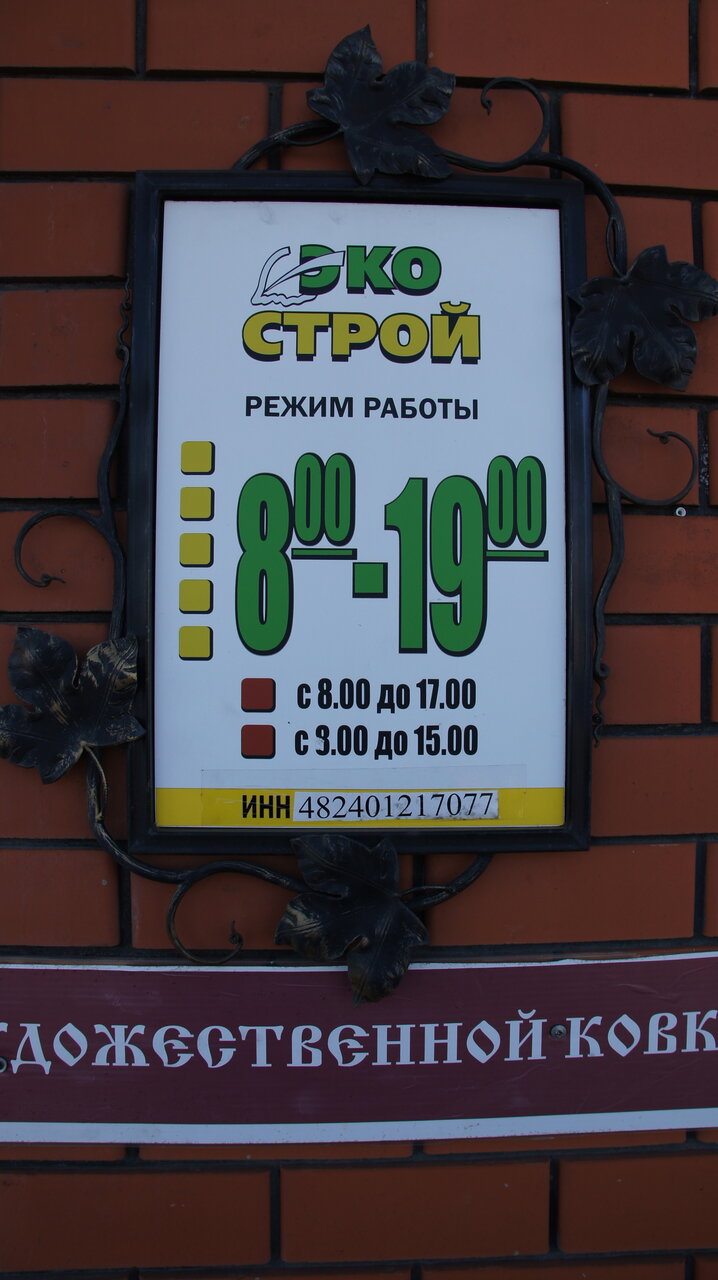 ЭКО
СТРОЙ
РЕЖИМ РАБОТЫ
8⁰⁰-19⁰⁰
с 8.00 до 17.00
с 9.00 до 15.00
ИНН 482401217077
ДОЖЕСТВЕННОЙ КОВК